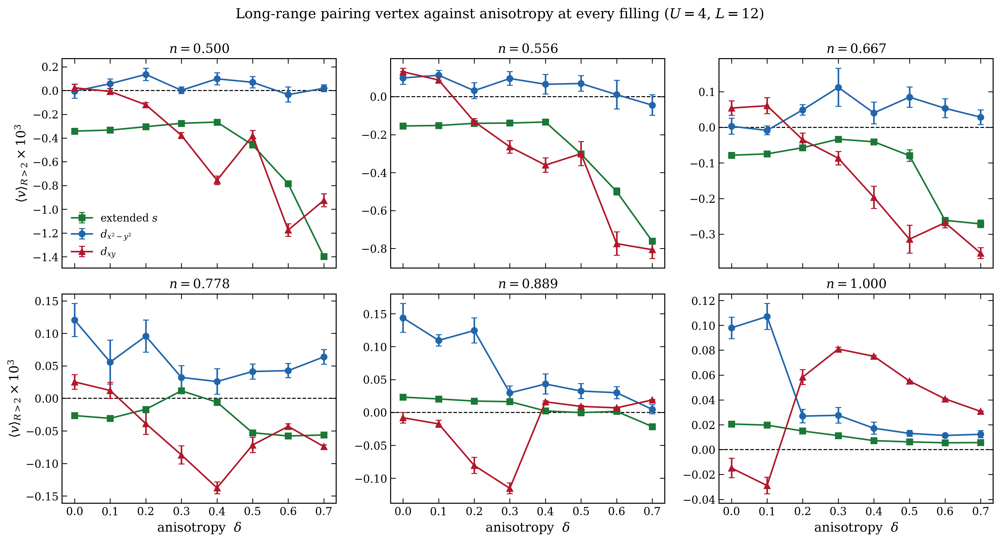 Long-range pairing vertex against anisotropy at every filling (U = 4, L = 12)
n = 0.500
0.2
0.0
−0.2
−0.4
−0.6
−0.8
−1.0
−1.2
−1.4
⟨v⟩R>2 × 10³
extended s
dx²−y²
dxy
n = 0.556
0.0
−0.2
−0.4
−0.6
−0.8
n = 0.667
0.1
0.0
−0.1
−0.2
−0.3
n = 0.778
0.15
0.10
0.05
0.00
−0.05
−0.10
−0.15
⟨v⟩R>2 × 10³
0.0 0.1 0.2 0.3 0.4 0.5 0.6 0.7
anisotropy δ
n = 0.889
0.15
0.10
0.05
0.00
−0.05
−0.10
0.0 0.1 0.2 0.3 0.4 0.5 0.6 0.7
anisotropy δ
n = 1.000
0.12
0.10
0.08
0.06
0.04
0.02
0.00
−0.02
−0.04
0.0 0.1 0.2 0.3 0.4 0.5 0.6 0.7
anisotropy δ